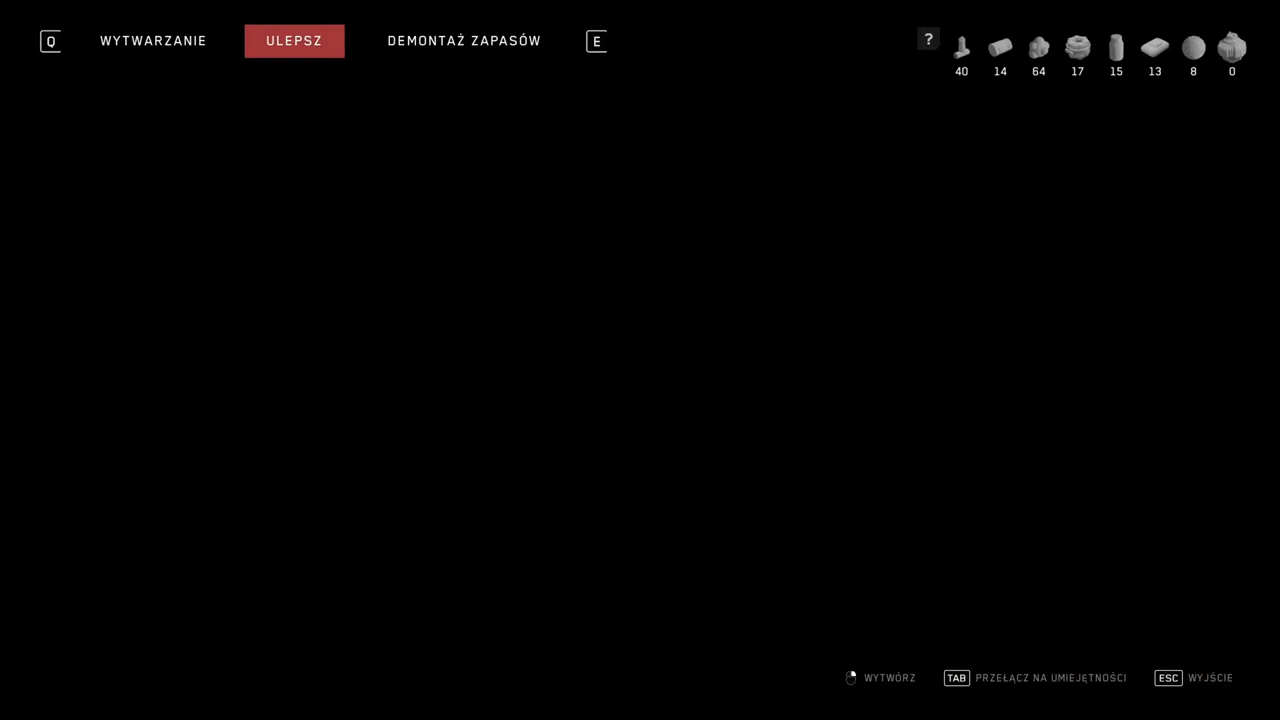 Q WYTWARZANIE ULEPSZ DEMONTAŻ ZAPASÓW E ?
40 14 64 17 15 13 8 0
WYTWÓRZ TAB PRZEŁĄCZ NA UMIEJĘTNOŚCI ESC WYJŚCIE